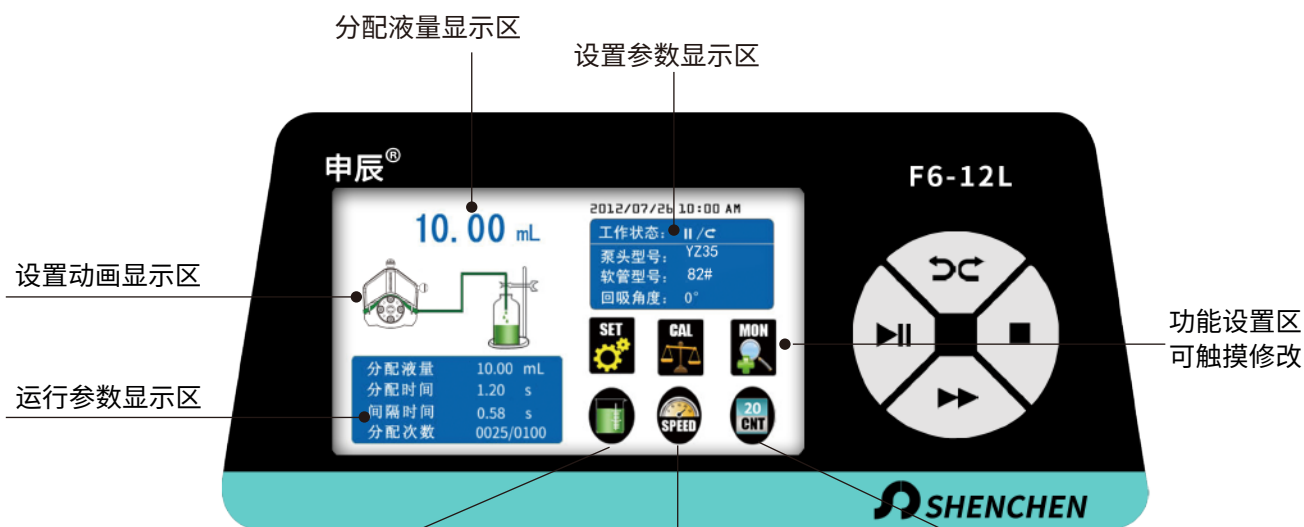 分配液量显示区
设置参数显示区
申辰®
F6-12L
10.00 mL
2012/07/26 10:00 AM
工作状态: /
泵头型号: YZ35
软管型号: 82#
回吸角度: 0°
设置动画显示区
SET
CAL
MON
功能设置区
可触摸修改
分配液量 10.00 mL
分配时间 1.20 s
间隔时间 0.58 s
分配次数 0025/0100
运行参数显示区
SPEED
20
CNT
SHENCHEN